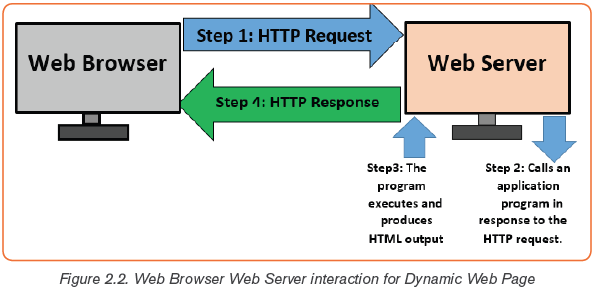 Step 1: HTTP Request
Web Browser
Web Server
Step 4: HTTP Response
Step3: The
program
executes and
produces
HTML output
Step 2: Calls an
application
program in
response to the
HTTP request.
Figure 2.2. Web Browser Web Server interaction for Dynamic Web Page